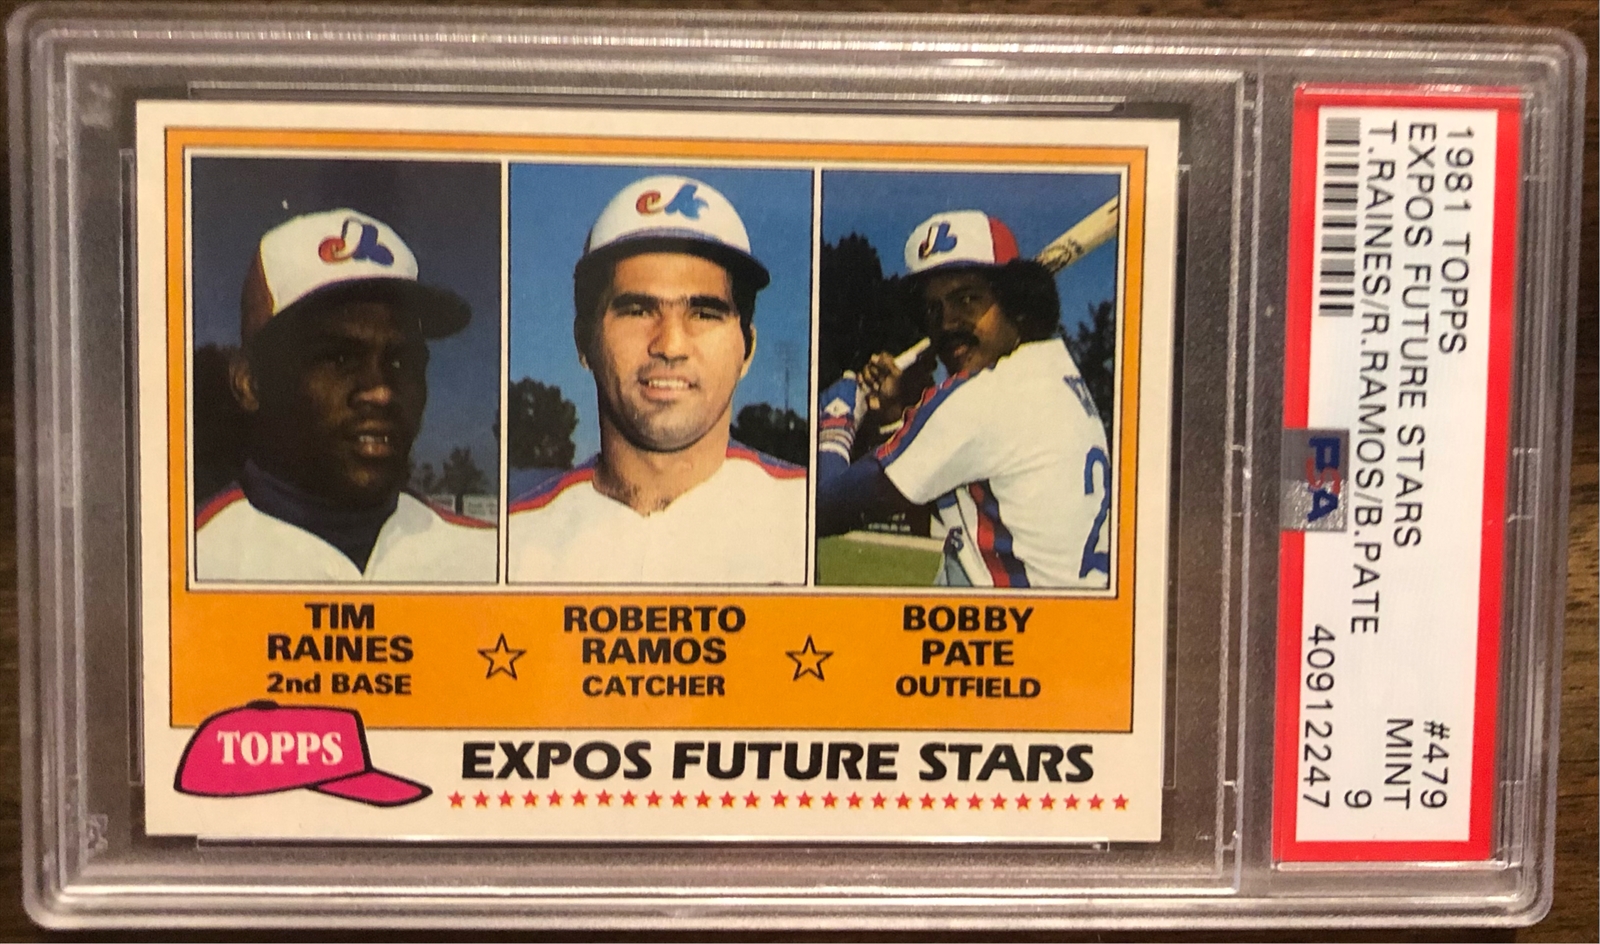 TIM
RAINES
2nd BASE
ROBERTO
RAMOS
CATCHER
BOBBY
PATE
OUTFIELD
TOPPS
EXPOS FUTURE STARS
1981 TOPPS #479
EXPOS FUTURE STARS MINT
T.RAINES/R.RAMOS/B.PATE 9
40912247
PSA